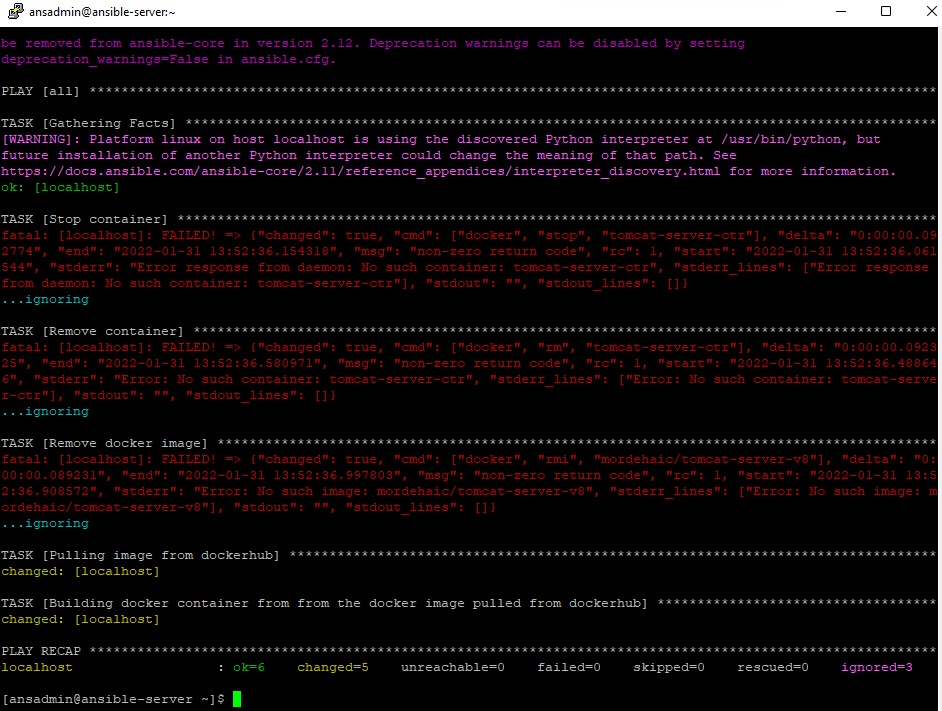 ansadmin@ansible-server:~
be removed from ansible-core in version 2.12. Deprecation warnings can be disabled by setting
deprecation_warnings=False in ansible.cfg.
PLAY [all] *********************************************************************************************************
TASK [Gathering Facts] *********************************************************************************************
[WARNING]: Platform linux on host localhost is using the discovered Python interpreter at /usr/bin/python, but
future installation of another Python interpreter could change the meaning of that path. See
https://docs.ansible.com/ansible-core/2.11/reference_appendices/interpreter_discovery.html for more information.
ok: [localhost]
TASK [Stop container] **********************************************************************************************
fatal: [localhost]: FAILED! => {"changed": true, "cmd": ["docker", "stop", "tomcat-server-ctr"], "delta": "0:00:00.09
2774", "end": "2022-01-31 13:52:36.154318", "msg": "non-zero return code", "rc": 1, "start": "2022-01-31 13:52:36.061
544", "stderr": "Error response from daemon: No such container: tomcat-server-ctr", "stderr_lines": ["Error response
from daemon: No such container: tomcat-server-ctr"], "stdout": "", "stdout_lines": []}
...ignoring
TASK [Remove container] ********************************************************************************************
fatal: [localhost]: FAILED! => {"changed": true, "cmd": ["docker", "rm", "tomcat-server-ctr"], "delta": "0:00:00.0923
25", "end": "2022-01-31 13:52:36.580971", "msg": "non-zero return code", "rc": 1, "start": "2022-01-31 13:52:36.48864
6", "stderr": "Error: No such container: tomcat-server-ctr", "stderr_lines": ["Error: No such container: tomcat-serve
r-ctr"], "stdout": "", "stdout_lines": []}
...ignoring
TASK [Remove docker image] *****************************************************************************************
fatal: [localhost]: FAILED! => {"changed": true, "cmd": ["docker", "rmi", "mordehaic/tomcat-server-v8"], "delta": "0:
00:00.089231", "end": "2022-01-31 13:52:36.997803", "msg": "non-zero return code", "rc": 1, "start": "2022-01-31 13:5
2:36.908572", "stderr": "Error: No such image: mordehaic/tomcat-server-v8", "stderr_lines": ["Error: No such image: m
ordehaic/tomcat-server-v8"], "stdout": "", "stdout_lines": []}
...ignoring
TASK [Pulling image from dockerhub] ********************************************************************************
changed: [localhost]
TASK [Building docker container from from the docker image pulled from dockerhub] **********************************
changed: [localhost]
PLAY RECAP *********************************************************************************************************
localhost : ok=6 changed=5 unreachable=0 failed=0 skipped=0 rescued=0 ignored=3
[ansadmin@ansible-server ~]$